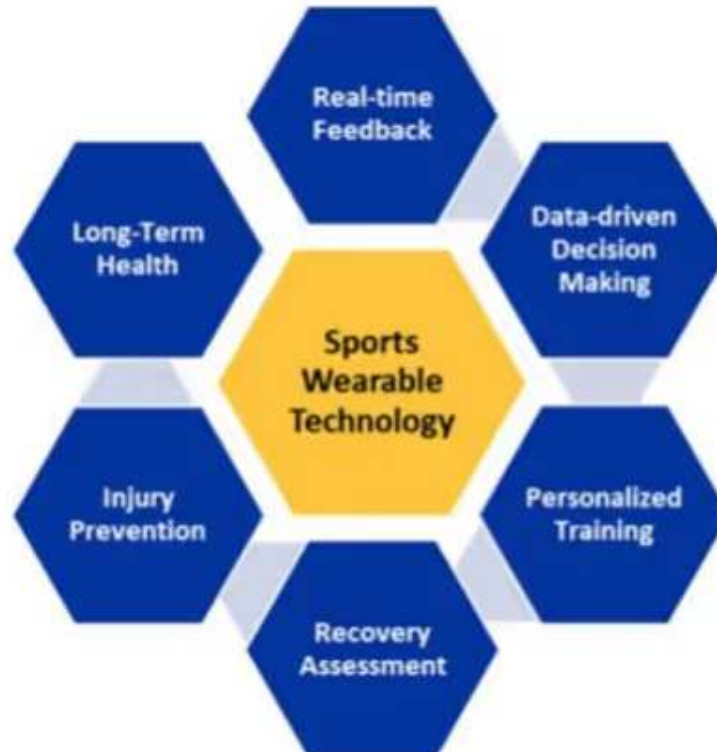 Real-time
Feedback
Data-driven
Decision
Making
Personalized
Training
Recovery
Assessment
Injury
Prevention
Long-Term
Health
Sports
Wearable
Technology